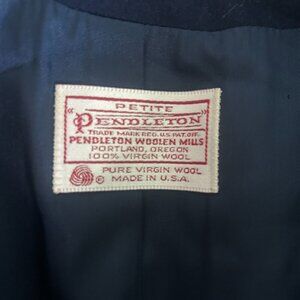 PETITE
"PENDLETON"
TRADE MARK REG. U.S. PAT. OFF.
PENDLETON WOOLEN MILLS
PORTLAND, OREGON
100% VIRGIN WOOL
PURE VIRGIN WOOL
MADE IN U.S.A.